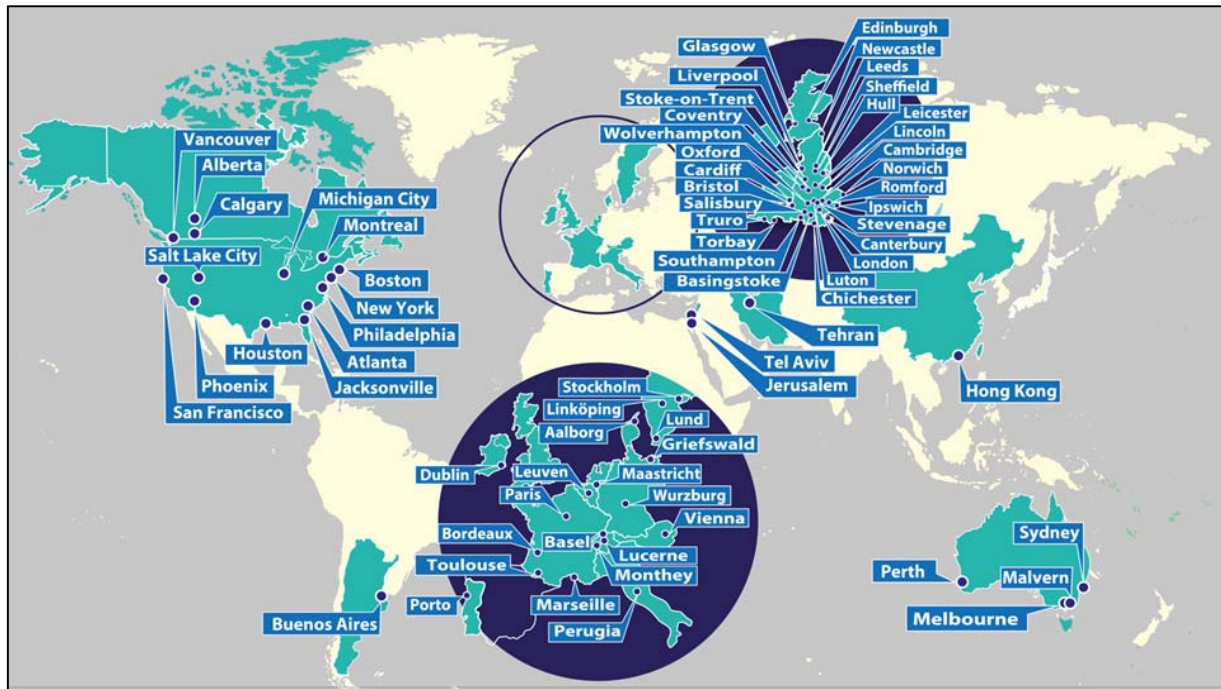 Edinburgh
Glasgow
Newcastle
Leeds
Liverpool
Sheffield
Stoke-on-Trent
Hull
Coventry
Leicester
Wolverhampton
Lincoln
Oxford
Cambridge
Cardiff
Norwich
Bristol
Romford
Salisbury
Ipswich
Truro
Stevenage
Torbay
Canterbury
Southampton
London
Basingstoke
Luton
Chichester
Vancouver
Alberta
Calgary
Michigan City
Montreal
Salt Lake City
Boston
New York
Philadelphia
Houston
Atlanta
Phoenix
Jacksonville
San Francisco
Tehran
Tel Aviv
Jerusalem
Hong Kong
Stockholm
Linköping
Lund
Aalborg
Griefswald
Dublin
Leuven
Maastricht
Paris
Wurzburg
Vienna
Bordeaux
Basel
Lucerne
Toulouse
Monthey
Porto
Marseille
Perugia
Buenos Aires
Sydney
Perth
Malvern
Melbourne